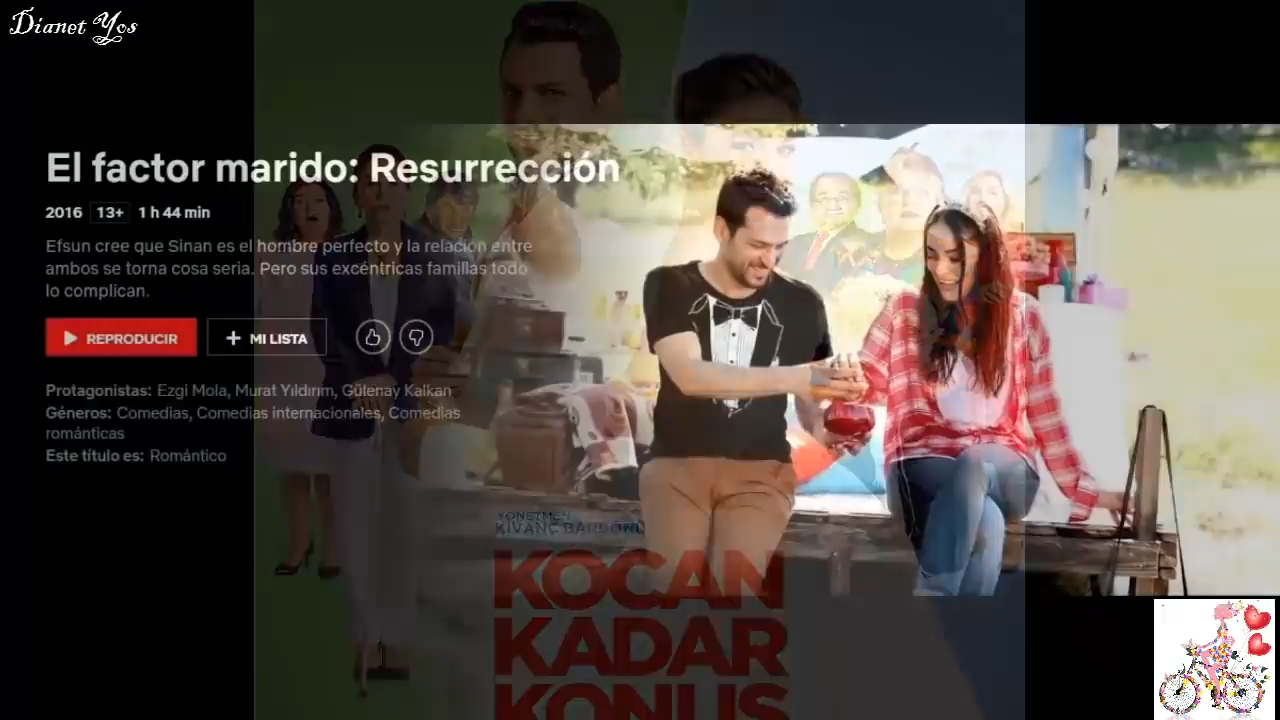 Dianet Yos
El factor marido: Resurrección
2016 13+ 1 h 44 min
Efsun cree que Sinan es el hombre perfecto y la relación entre
ambos se torna cosa seria. Pero sus excéntricas familias todo
lo complican.
REPRODUCIR
MI LISTA
Protagonistas: Ezgi Mola, Murat Yıldırım, Gülenay Kalkan
Géneros: Comedias, Comedias internacionales, Comedias
románticas
Este título es: Romántico
YÖNETMEN
KOCAN
KADAR
KONUŞ